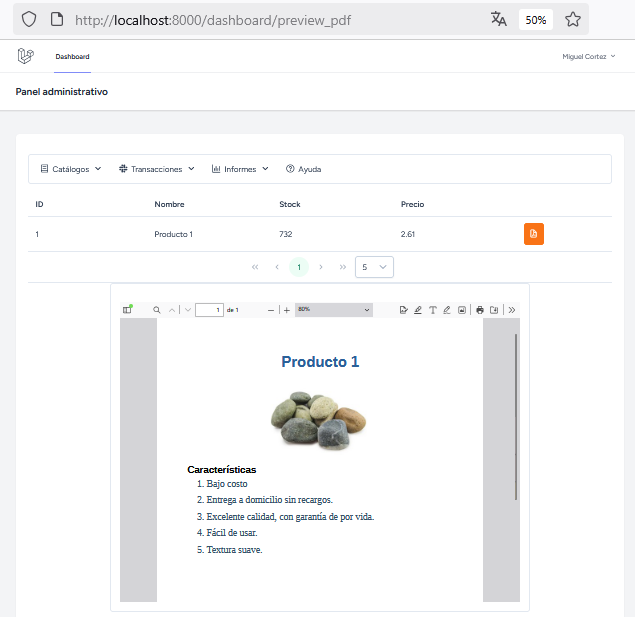 http://localhost:8000/dashboard/preview_pdf 50%
Dashboard Miguel Cortez
Panel administrativo
Catálogos Transacciones Informes Ayuda
ID Nombre Stock Precio
1 Producto 1 732 2.61
« ‹ 1 › » 5
1 de 1 — + 80%
Producto 1
Características
1. Bajo costo
2. Entrega a domicilio sin recargos.
3. Excelente calidad, con garantía de por vida.
4. Fácil de usar.
5. Textura suave.